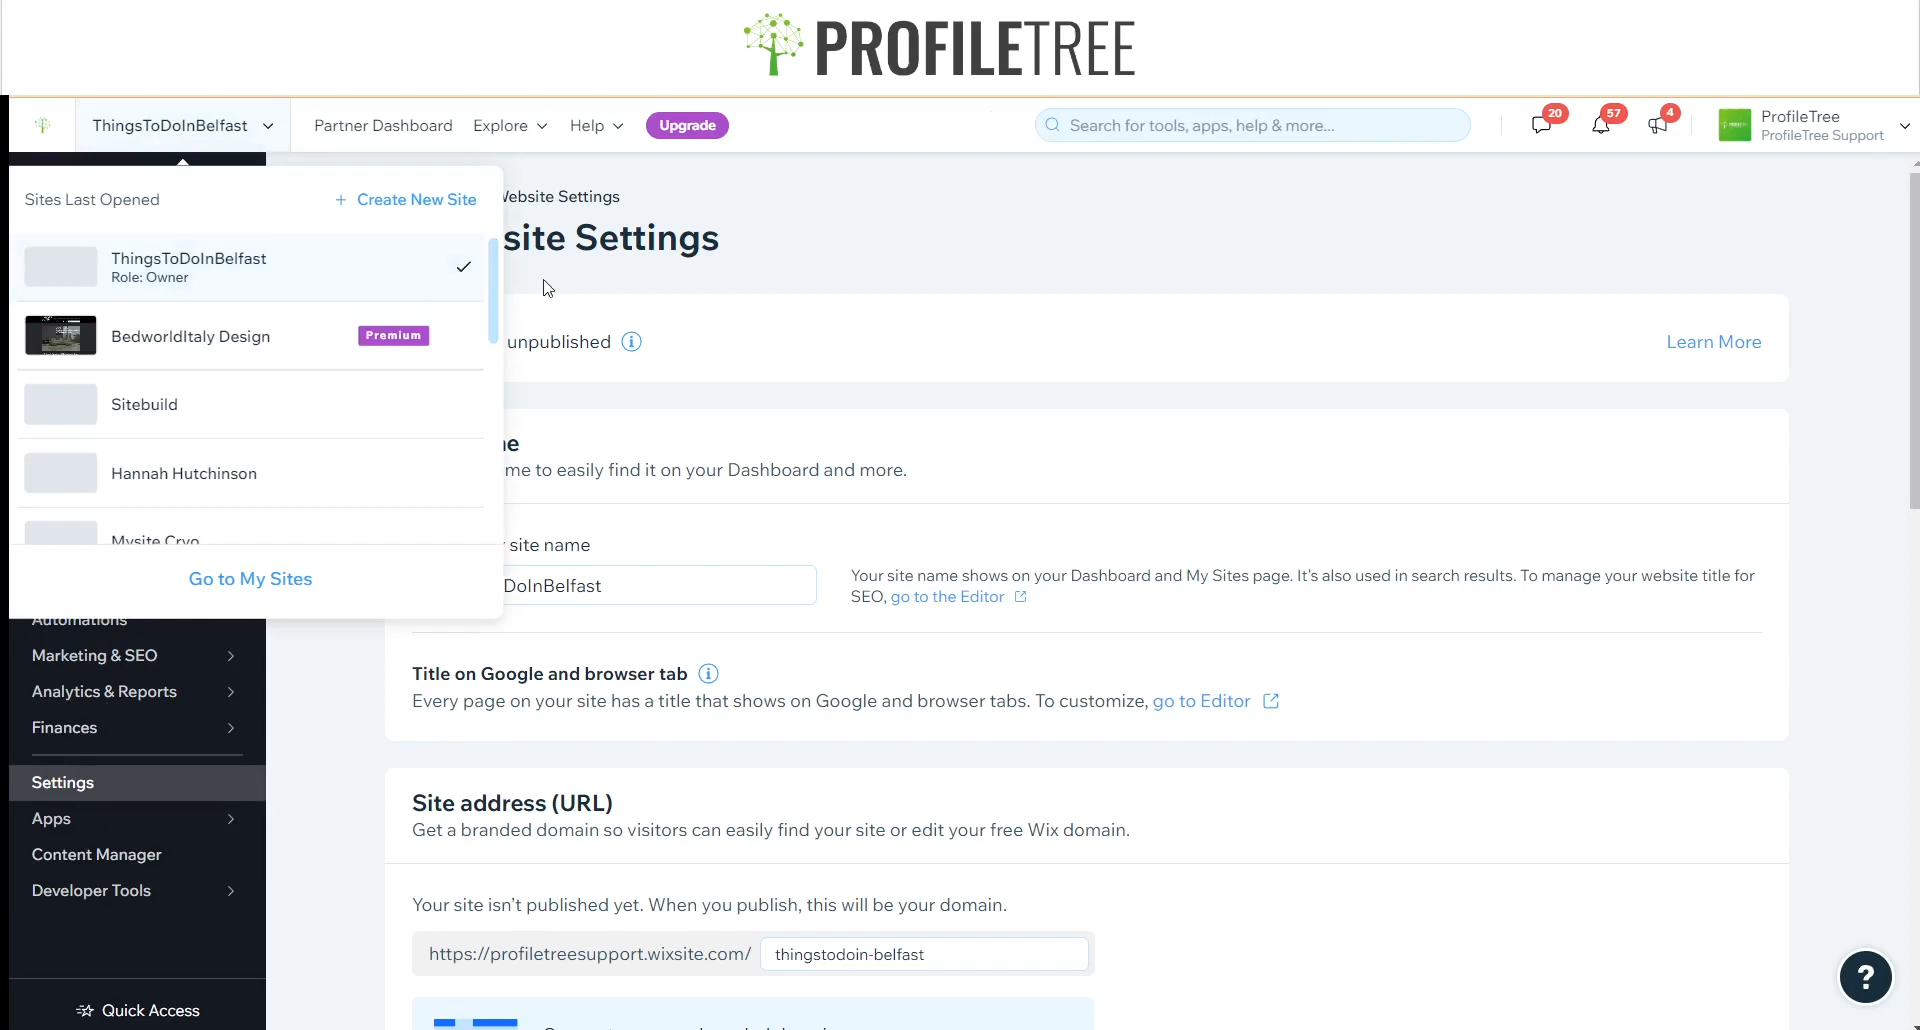 PROFILETREE
ThingsToDoInBelfast
Partner Dashboard
Explore
Help
Upgrade
Search for tools, apps, help & more...
20
57
4
ProfileTree
ProfileTree Support
Sites Last Opened
+ Create New Site
ThingsToDoInBelfast
Role: Owner
BedworldItaly Design
Premium
Sitebuild
Hannah Hutchinson
Mysite Cryo
Go to My Sites
Automations
Marketing & SEO
Analytics & Reports
Finances
Settings
Apps
Content Manager
Developer Tools
Quick Access
Website Settings
site Settings
unpublished
Learn More
me to easily find it on your Dashboard and more.
site name
DoInBelfast
Your site name shows on your Dashboard and My Sites page. It's also used in search results. To manage your website title for
SEO, go to the Editor
Title on Google and browser tab
Every page on your site has a title that shows on Google and browser tabs. To customize, go to Editor
Site address (URL)
Get a branded domain so visitors can easily find your site or edit your free Wix domain.
Your site isn't published yet. When you publish, this will be your domain.
https://profiletreesupport.wixsite.com/
thingstodoin-belfast
?